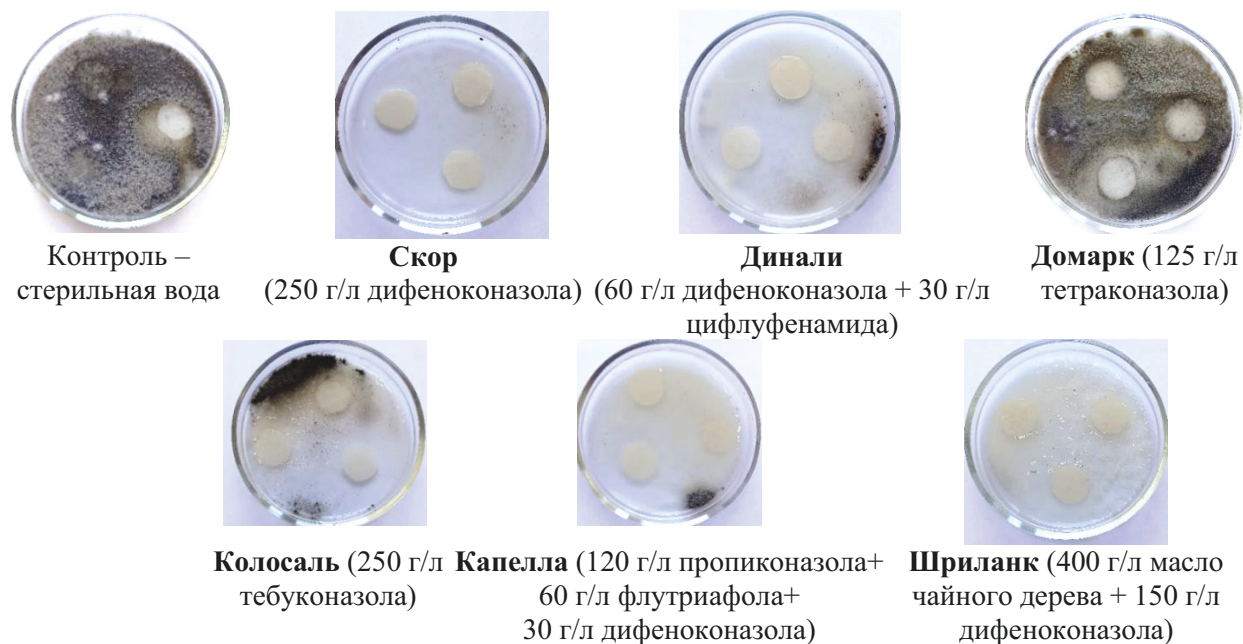 Контроль –
стерильная вода
Скор
(250 г/л дифеноконазола)
Динали
(60 г/л дифеноконазола + 30 г/л
цифлуфенамида)
Домарк (125 г/л
тетраконазола)
Колосаль (250 г/л
тебуконазола)
Капелла (120 г/л пропиконазола+
60 г/л флутриафола+
30 г/л дифеноконазола)
Шриланк (400 г/л масло
чайного дерева + 150 г/л
дифеноконазола)